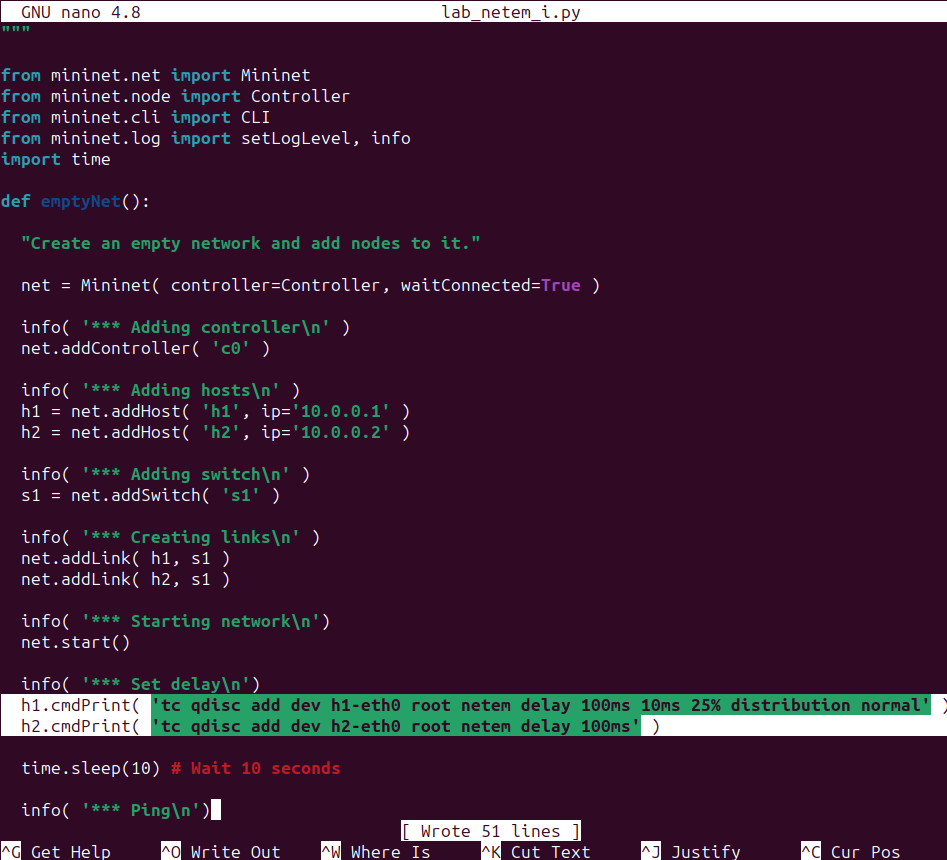 GNU nano 4.8 lab_netem_i.py
"""
from mininet.net import Mininet
from mininet.node import Controller
from mininet.cli import CLI
from mininet.log import setLogLevel, info
import time
def emptyNet():
"Create an empty network and add nodes to it."
net = Mininet( controller=Controller, waitConnected=True )
info( '*** Adding controller\n' )
net.addController( 'c0' )
info( '*** Adding hosts\n' )
h1 = net.addHost( 'h1', ip='10.0.0.1' )
h2 = net.addHost( 'h2', ip='10.0.0.2' )
info( '*** Adding switch\n' )
s1 = net.addSwitch( 's1' )
info( '*** Creating links\n' )
net.addLink( h1, s1 )
net.addLink( h2, s1 )
info( '*** Starting network\n')
net.start()
info( '*** Set delay\n')
h1.cmdPrint( 'tc qdisc add dev h1-eth0 root netem delay 100ms 10ms 25% distribution normal' )
h2.cmdPrint( 'tc qdisc add dev h2-eth0 root netem delay 100ms' )
time.sleep(10) # Wait 10 seconds
info( '*** Ping\n')
[ Wrote 51 lines ]
^G Get Help ^O Write Out ^W Where Is ^K Cut Text ^J Justify ^C Cur Pos